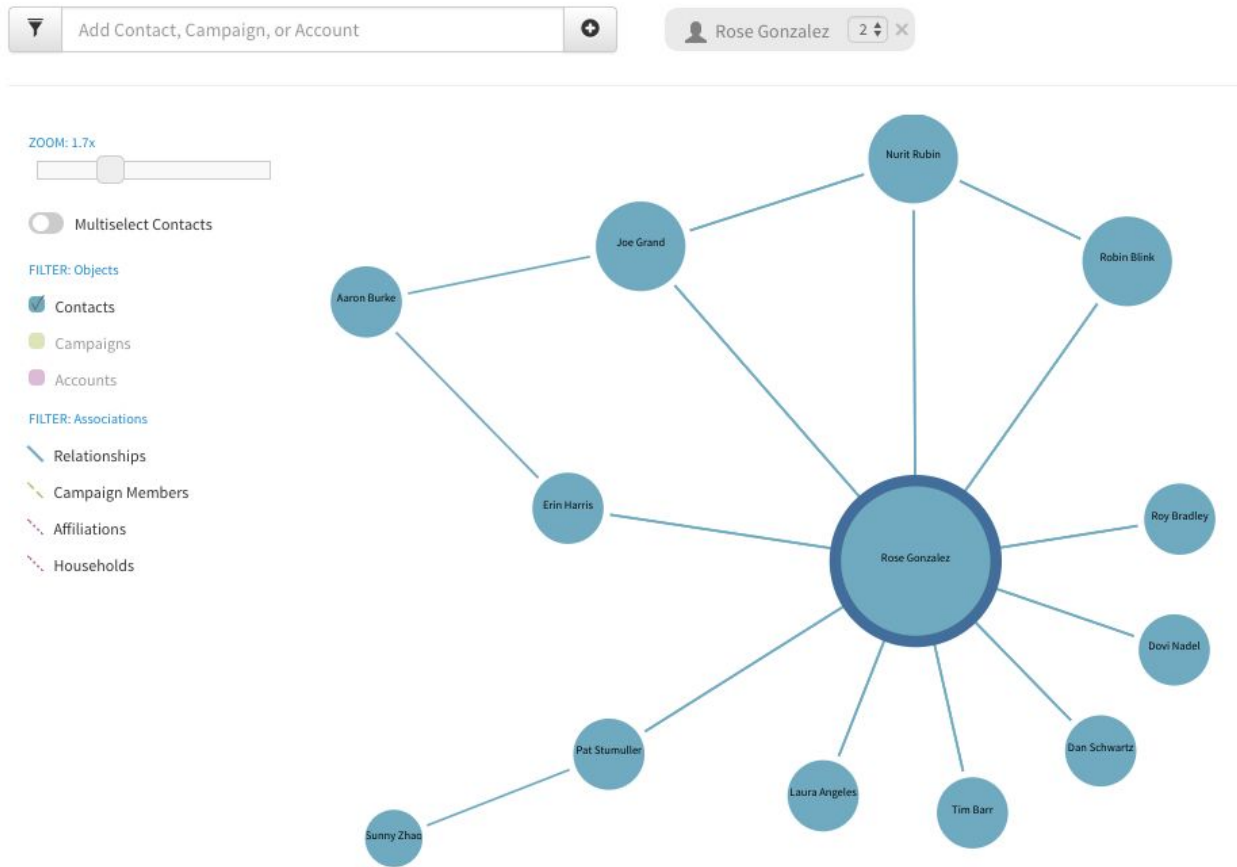 Add Contact, Campaign, or Account
Rose Gonzalez 2
ZOOM: 1.7x
Multiselect Contacts
FILTER: Objects
Contacts
Campaigns
Accounts
FILTER: Associations
Relationships
Campaign Members
Affiliations
Households
Nurit Rubin
Joe Grand
Robin Blink
Aaron Burke
Erin Harris
Roy Bradley
Rose Gonzalez
Dovi Nadel
Pat Stumuller
Dan Schwartz
Laura Angeles
Tim Barr
Sunny Zhao